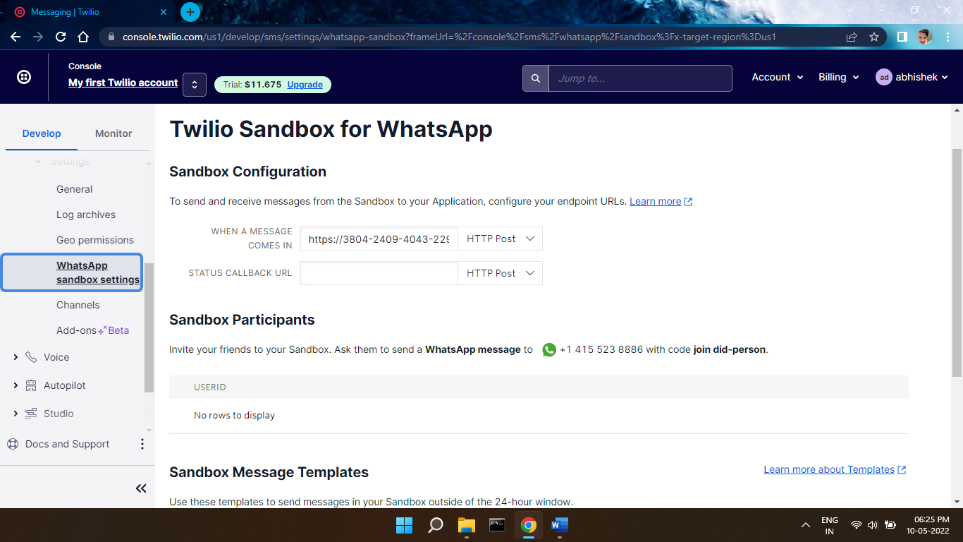 Messaging | Twilio
console.twilio.com/us1/develop/sms/settings/whatsapp-sandbox?frameUrl=%2Fconsole%2Fsms%2Fwhatsapp%2Fsandbox%3Fx-target-region%3Dus1
Console
My first Twilio account
Trial: $11.675 Upgrade
Jump to...
Account
Billing
ad abhishek
Develop
Monitor
Settings
General
Log archives
Geo permissions
WhatsApp
sandbox settings
Channels
Add-ons Beta
Voice
Autopilot
Studio
Docs and Support
Twilio Sandbox for WhatsApp
Sandbox Configuration
To send and receive messages from the Sandbox to your Application, configure your endpoint URLs. Learn more
WHEN A MESSAGE
COMES IN
https://3804-2409-4043-229
HTTP Post
STATUS CALLBACK URL
HTTP Post
Sandbox Participants
Invite your friends to your Sandbox. Ask them to send a WhatsApp message to +1 415 523 8886 with code join did-person.
USERID
No rows to display
Sandbox Message Templates
Learn more about Templates
Use these templates to send messages in your Sandbox outside of the 24-hour window.
ENG
IN
06:25 PM
10-05-2022